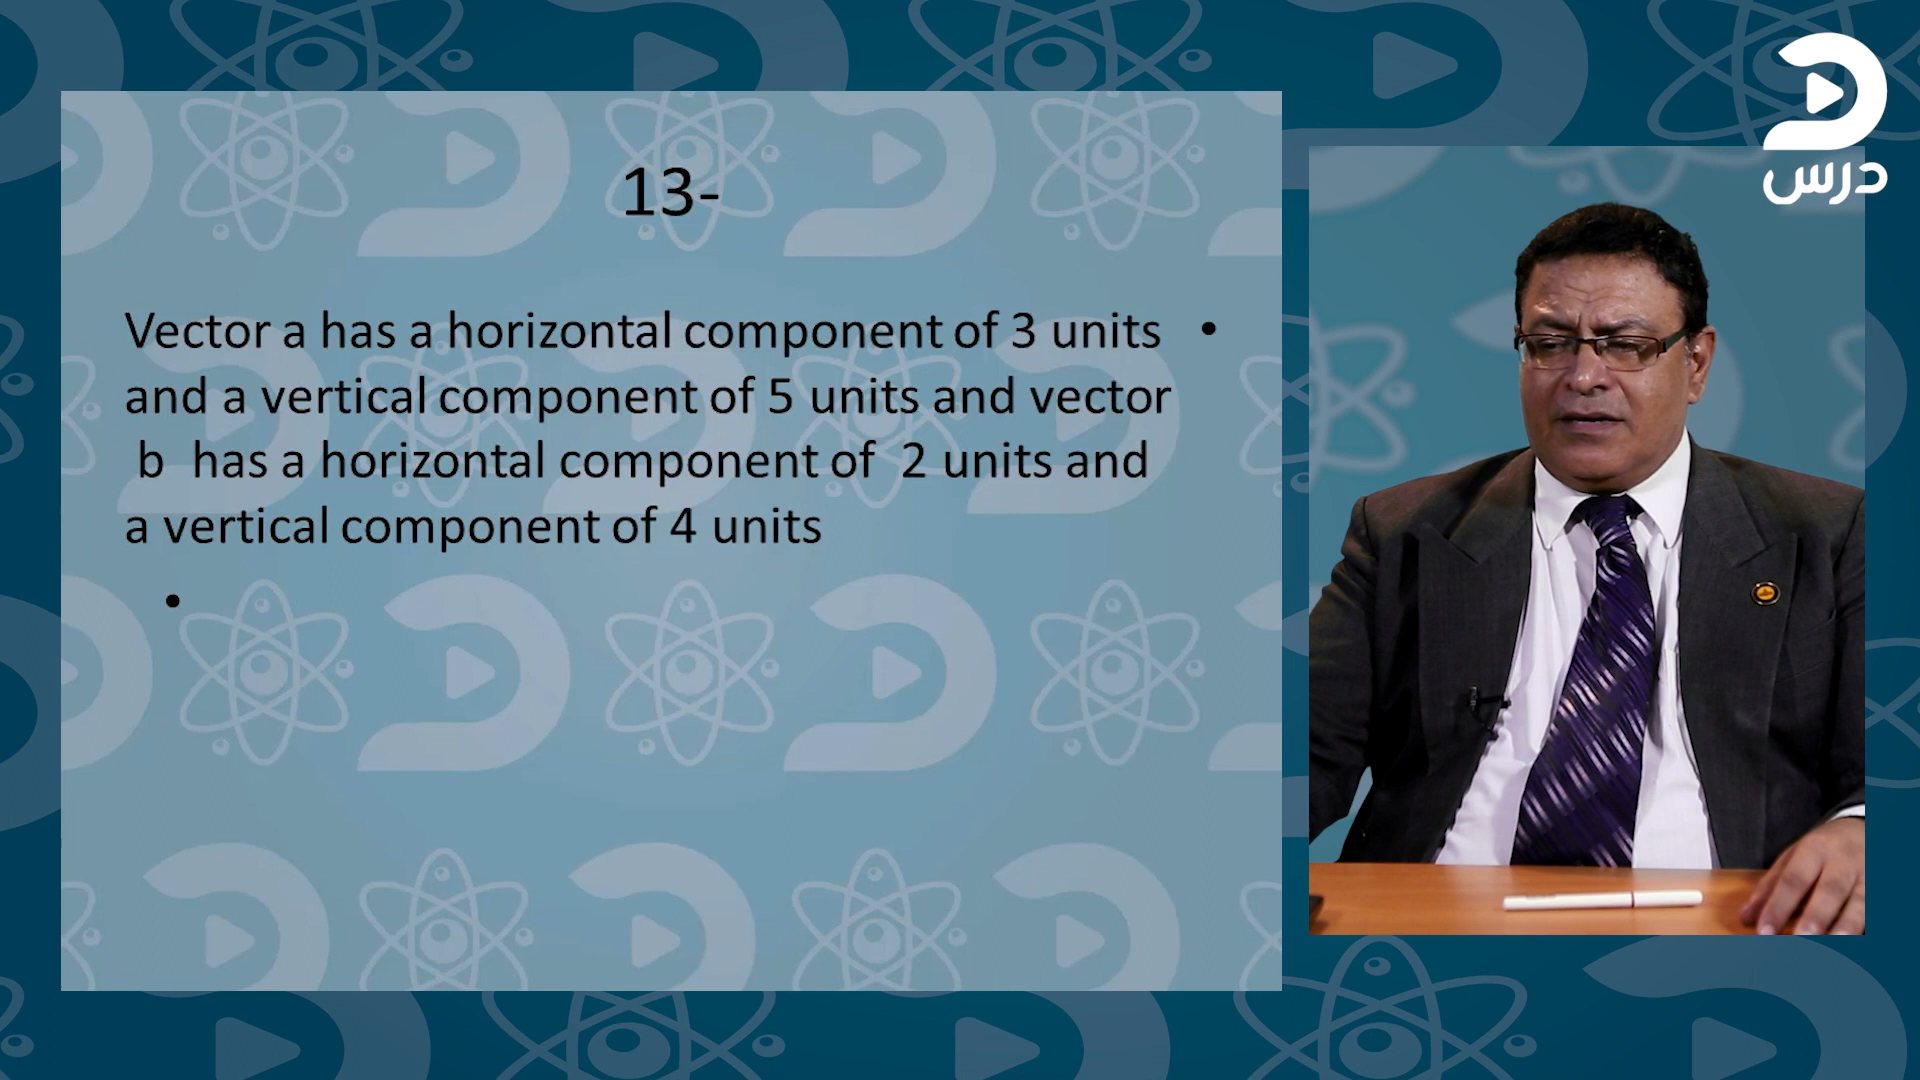 درس
13-
Vector a has a horizontal component of 3 units •
and a vertical component of 5 units and vector
b has a horizontal component of 2 units and
a vertical component of 4 units
•